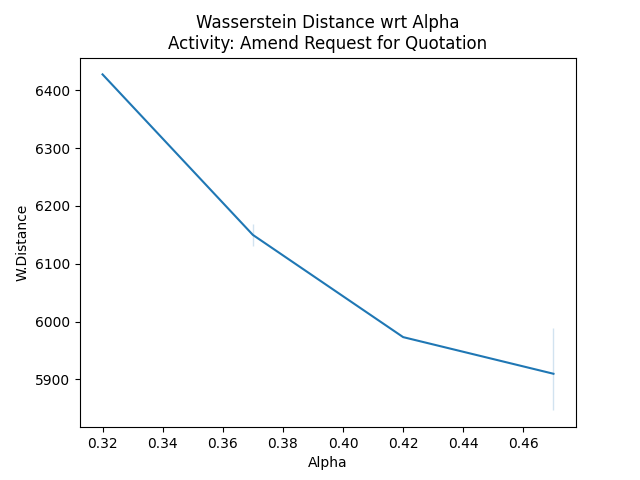 Wasserstein Distance wrt Alpha
Activity: Amend Request for Quotation
W.Distance
6400
6300
6200
6100
6000
5900
0.32 0.34 0.36 0.38 0.40 0.42 0.44 0.46
Alpha